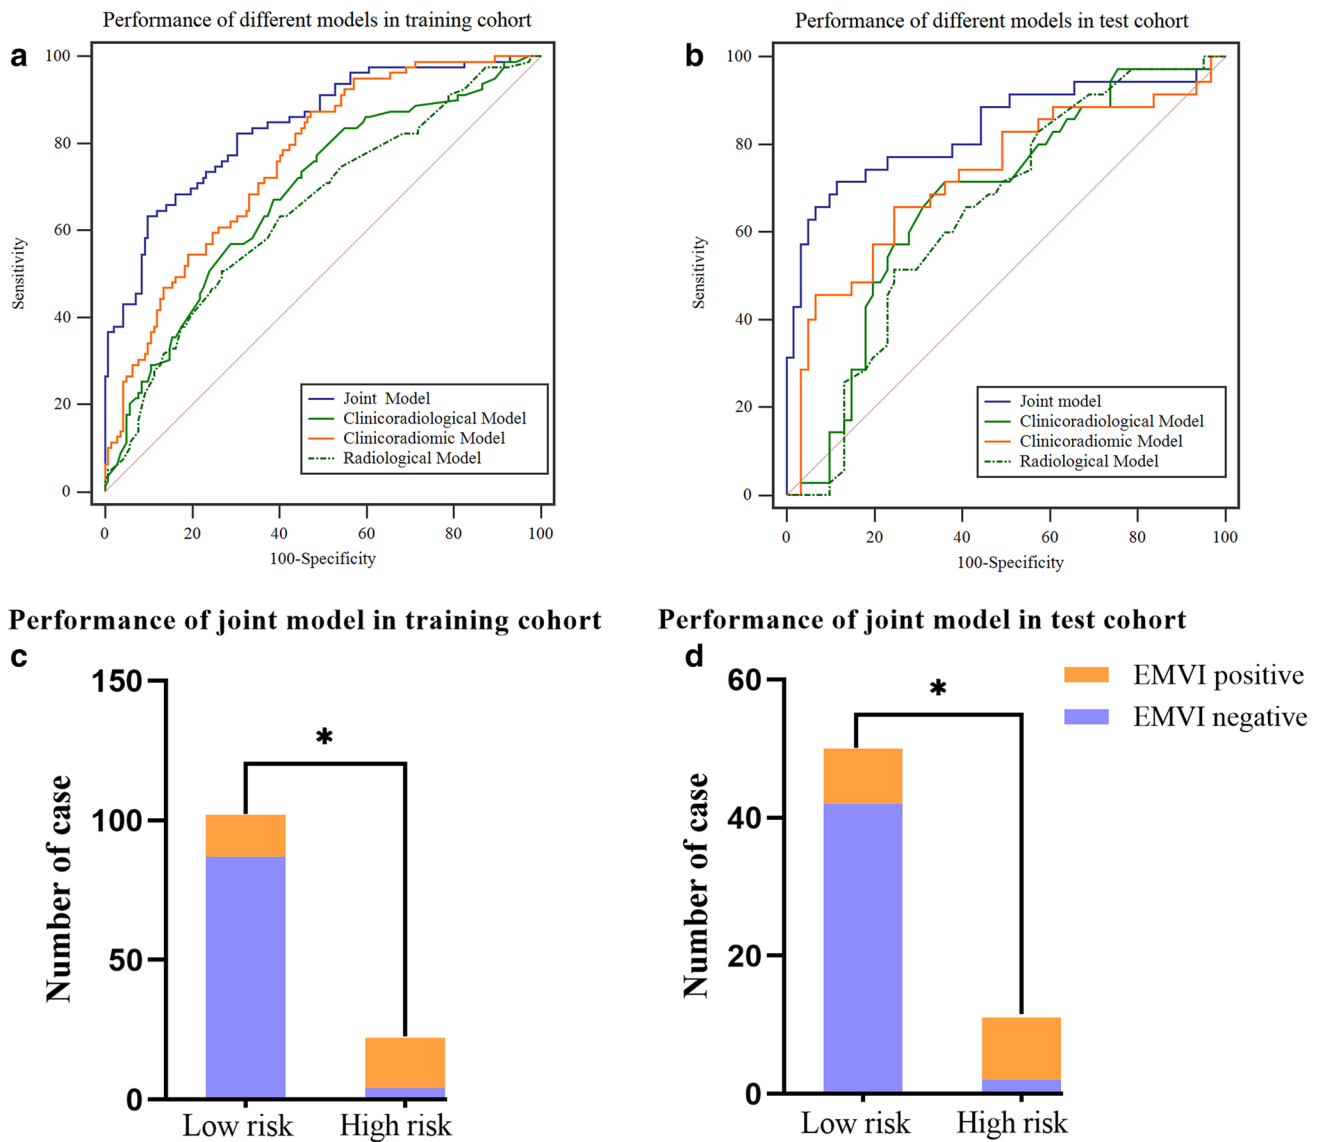 Performance of different models in training cohort
a
100
80
60
40
20
0
Sensitivity
Joint Model
Clinicoradiological Model
Clinicoradiomic Model
Radiological Model
0 20 40 60 80 100
100-Specificity
Performance of different models in test cohort
b
100
80
60
40
20
0
Sensitivity
Joint model
Clinicoradiological Model
Clinicoradiomic Model
Radiological Model
0 20 40 60 80 100
100-Specificity
Performance of joint model in training cohort
c
150
100
50
0
Number of case
*
Low risk High risk
Performance of joint model in test cohort
d
60
40
20
0
Number of case
*
EMVI positive
EMVI negative
Low risk High risk